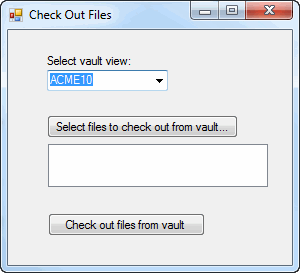 Check Out Files
Select vault view:
ACME10
Select files to check out from vault...
Check out files from vault